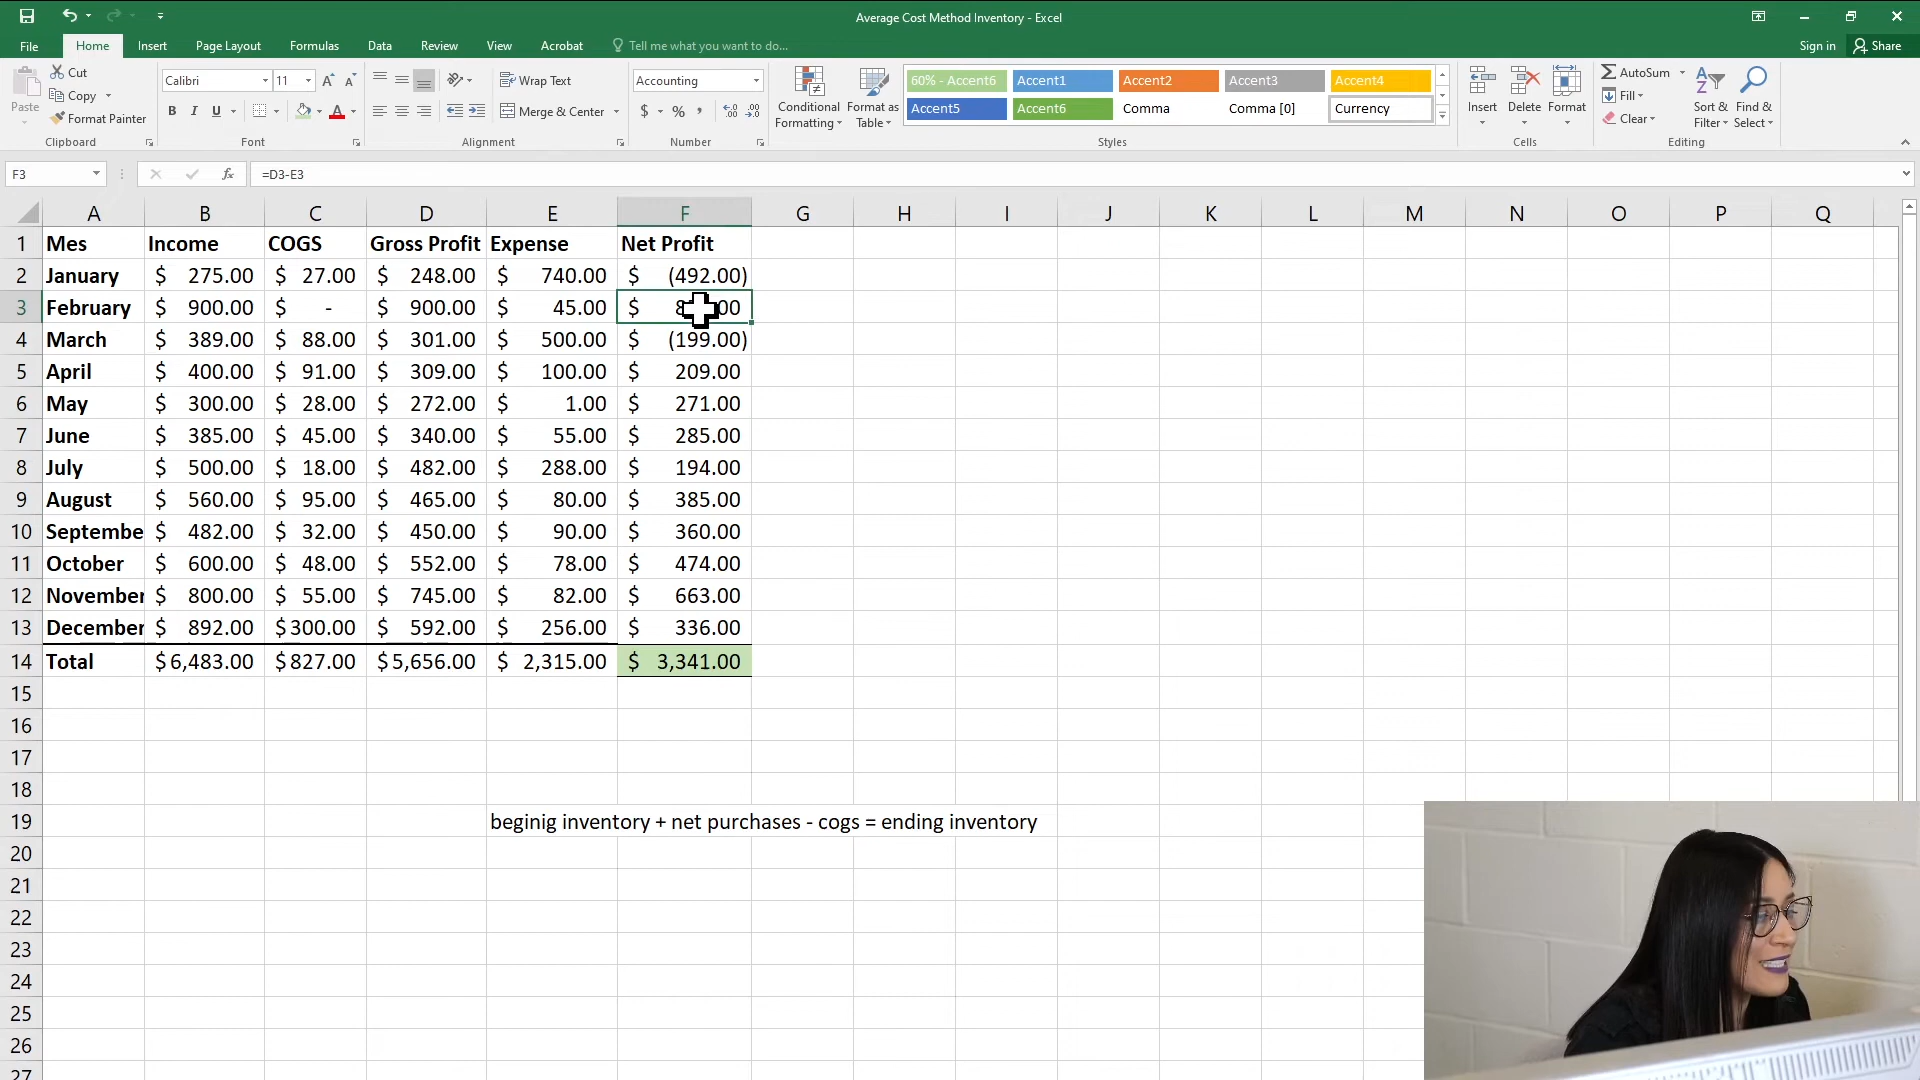 Average Cost Method Inventory - Excel
File Home Insert Page Layout Formulas Data Review View Acrobat Tell me what you want to do... Sign in Share
Paste Cut Copy Format Painter
Calibri 11
B I U
Wrap Text
Merge & Center
Accounting
$ %
Conditional Formatting
Format as Table
60% - Accent6 Accent1 Accent2 Accent3 Accent4
Accent5 Accent6 Comma Comma [0] Currency
Insert Delete Format
AutoSum
Fill
Clear
Sort & Filter
Find & Select
Clipboard Font Alignment Number Styles Cells Editing
F3 fx =D3-E3
A B C D E F G H I J K L M N O P Q
1 Mes Income COGS Gross Profit Expense Net Profit
2 January $ 275.00 $ 27.00 $ 248.00 $ 740.00 $ (492.00)
3 February $ 900.00 $ - $ 900.00 $ 45.00 $
4 March $ 389.00 $ 88.00 $ 301.00 $ 500.00 $ (199.00)
5 April $ 400.00 $ 91.00 $ 309.00 $ 100.00 $ 209.00
6 May $ 300.00 $ 28.00 $ 272.00 $ 1.00 $ 271.00
7 June $ 385.00 $ 45.00 $ 340.00 $ 55.00 $ 285.00
8 July $ 500.00 $ 18.00 $ 482.00 $ 288.00 $ 194.00
9 August $ 560.00 $ 95.00 $ 465.00 $ 80.00 $ 385.00
10 Septembe $ 482.00 $ 32.00 $ 450.00 $ 90.00 $ 360.00
11 October $ 600.00 $ 48.00 $ 552.00 $ 78.00 $ 474.00
12 November $ 800.00 $ 55.00 $ 745.00 $ 82.00 $ 663.00
13 December $ 892.00 $300.00 $ 592.00 $ 256.00 $ 336.00
14 Total $6,483.00 $827.00 $5,656.00 $ 2,315.00 $ 3,341.00
15
16
17
18
19 beginig inventory + net purchases - cogs = ending inventory
20
21
22
23
24
25
26
27